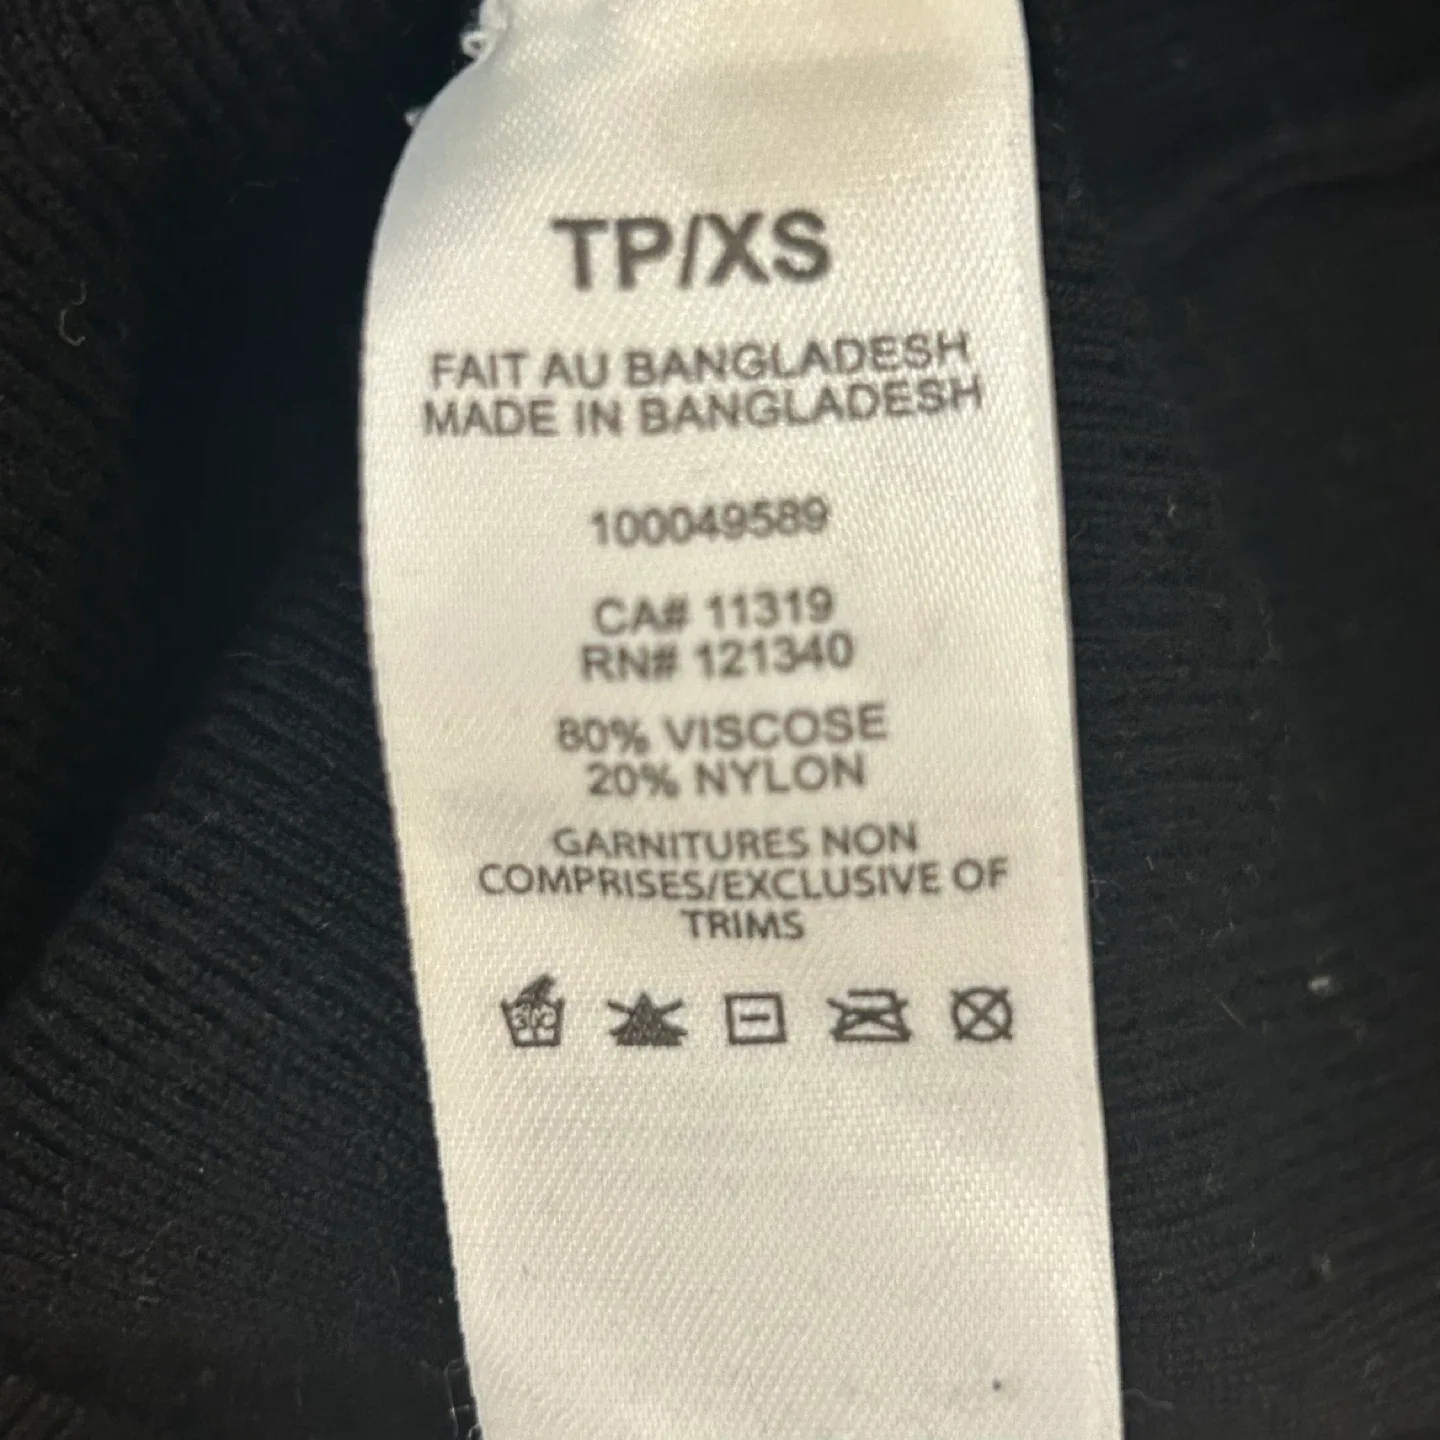 TP/XS
FAIT AU BANGLADESH
MADE IN BANGLADESH
100049589
CA# 11319
RN# 121340
80% VISCOSE
20% NYLON
GARNITURES NON
COMPRISES/EXCLUSIVE OF
TRIMS